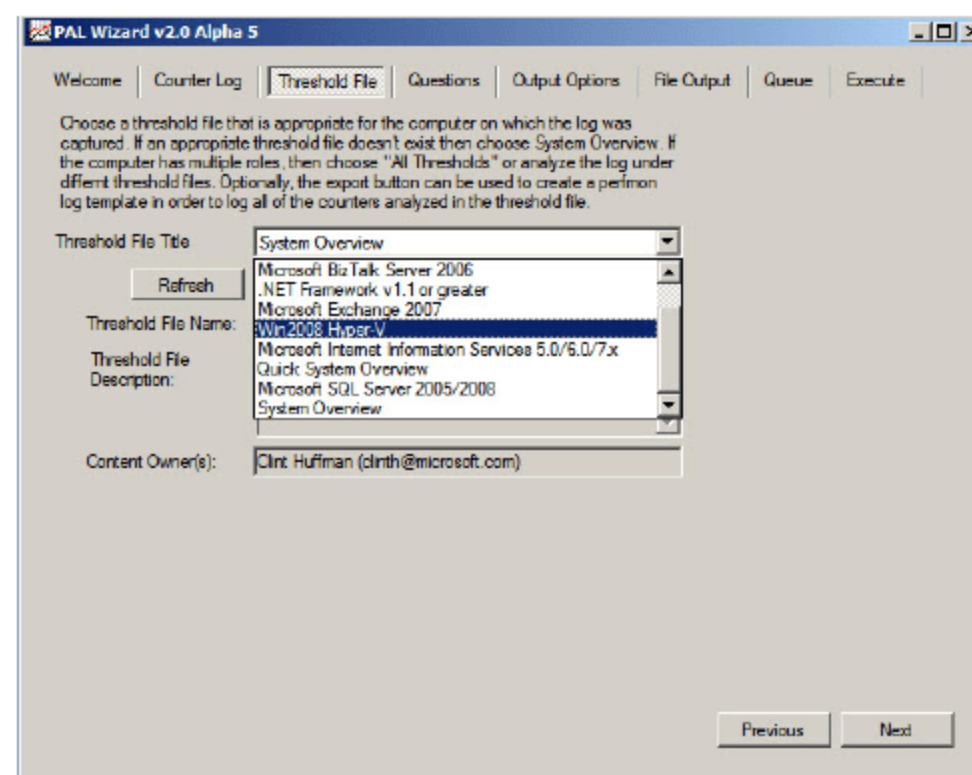 PAL Wizard v2.0 Alpha 5
Welcome Counter Log Threshold File Questions Output Options File Output Queue Execute
Choose a threshold file that is appropriate for the computer on which the log was
captured. If an appropriate threshold file doesn't exist then choose System Overview. If
the computer has multiple roles, then choose "All Thresholds" or analyze the log under
differnt threshold files. Optionally, the export button can be used to create a perfmon
log template in order to log all of the counters analyzed in the threshold file.
Threshold File Title System Overview
Microsoft BizTalk Server 2006
Refresh .NET Framework v1.1 or greater
Microsoft Exchange 2007
Threshold File Name: Win2008 Hyper-V
Microsoft Internet Information Services 5.0/6.0/7.x
Threshold File Quick System Overview
Description: Microsoft SQL Server 2005/2008
System Overview
Content Owner(s): Clint Huffman (clinth@microsoft.com)
Previous Next